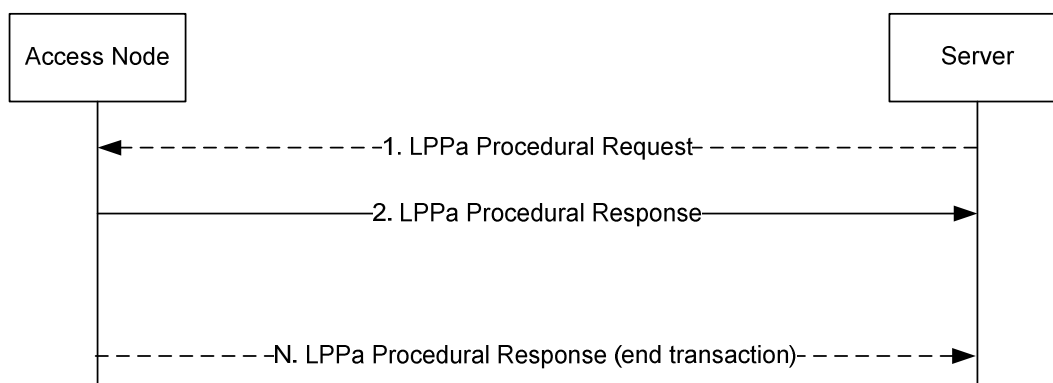 Access Node
Server
1. LPPa Procedural Request
2. LPPa Procedural Response
N. LPPa Procedural Response (end transaction)